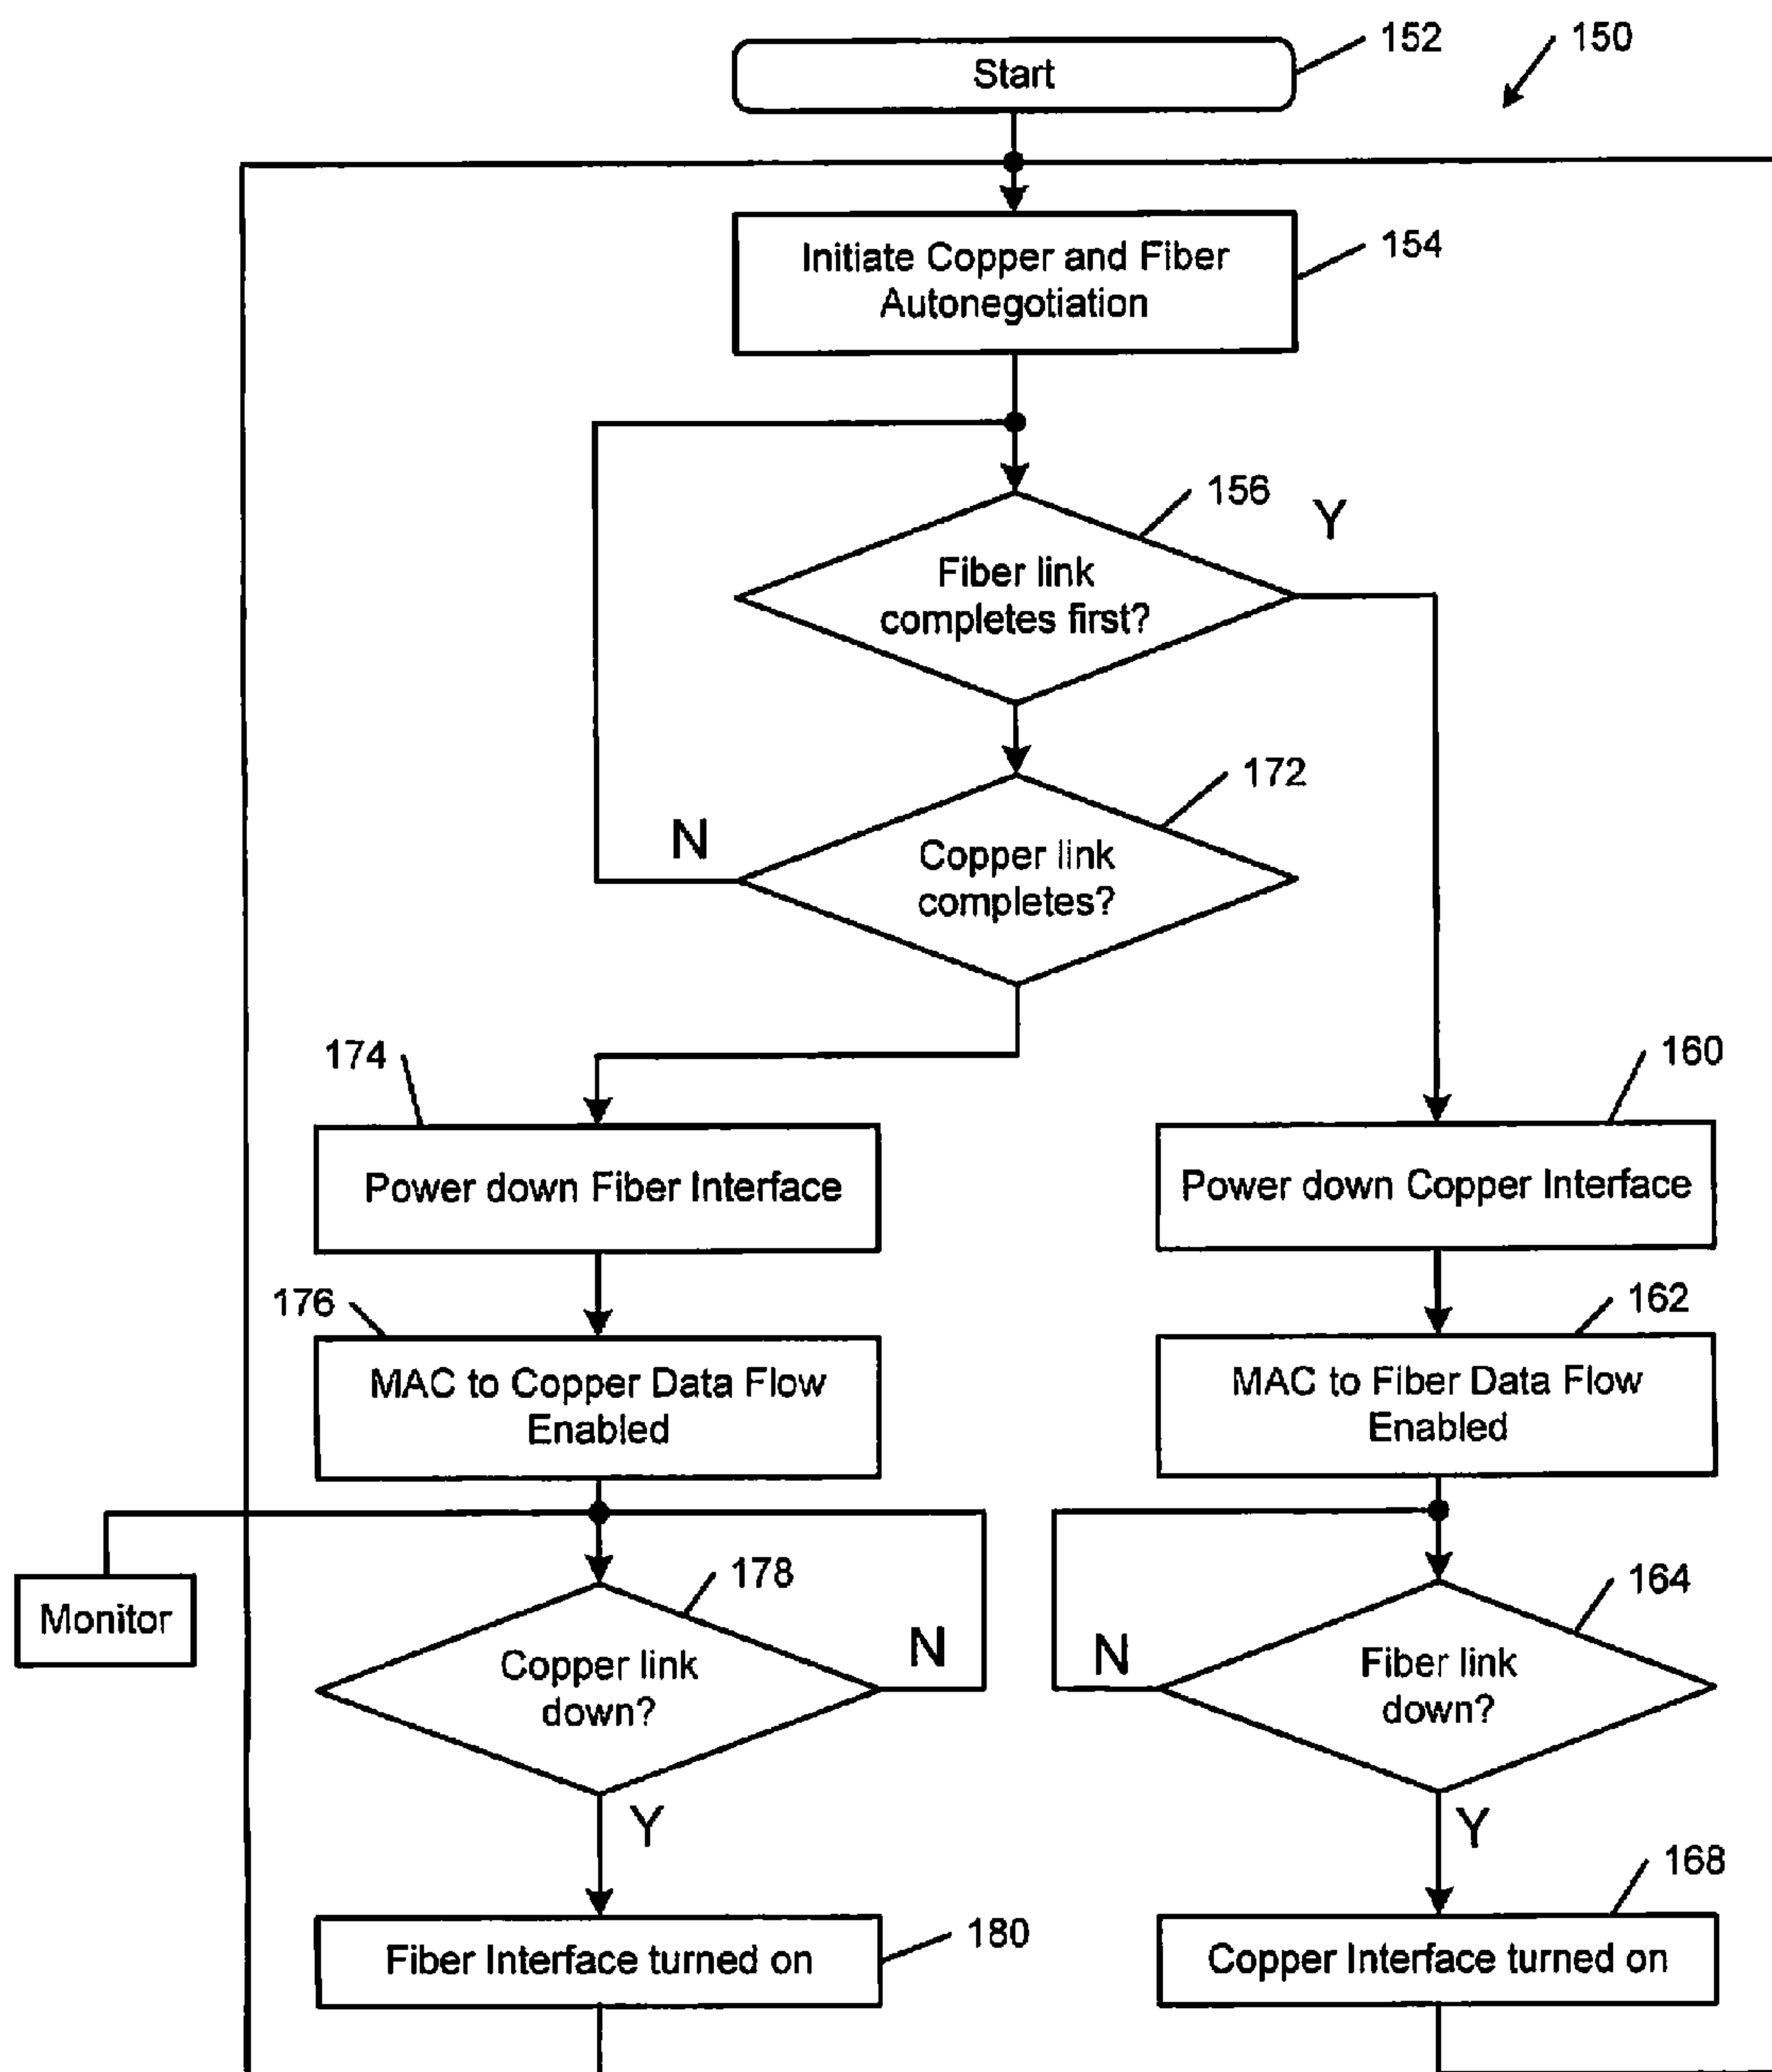 152
150
Start
Initiate Copper and Fiber
Autonegotiation
154
156
Y
Fiber link
completes first?
172
N
Copper link
completes?
174
160
Power down Fiber Interface
Power down Copper Interface
176
162
MAC to Copper Data Flow
Enabled
MAC to Fiber Data Flow
Enabled
Monitor
178
164
Copper link
down?
N
N
Fiber link
down?
Y
Y
168
Fiber Interface turned on
180
Copper Interface turned on